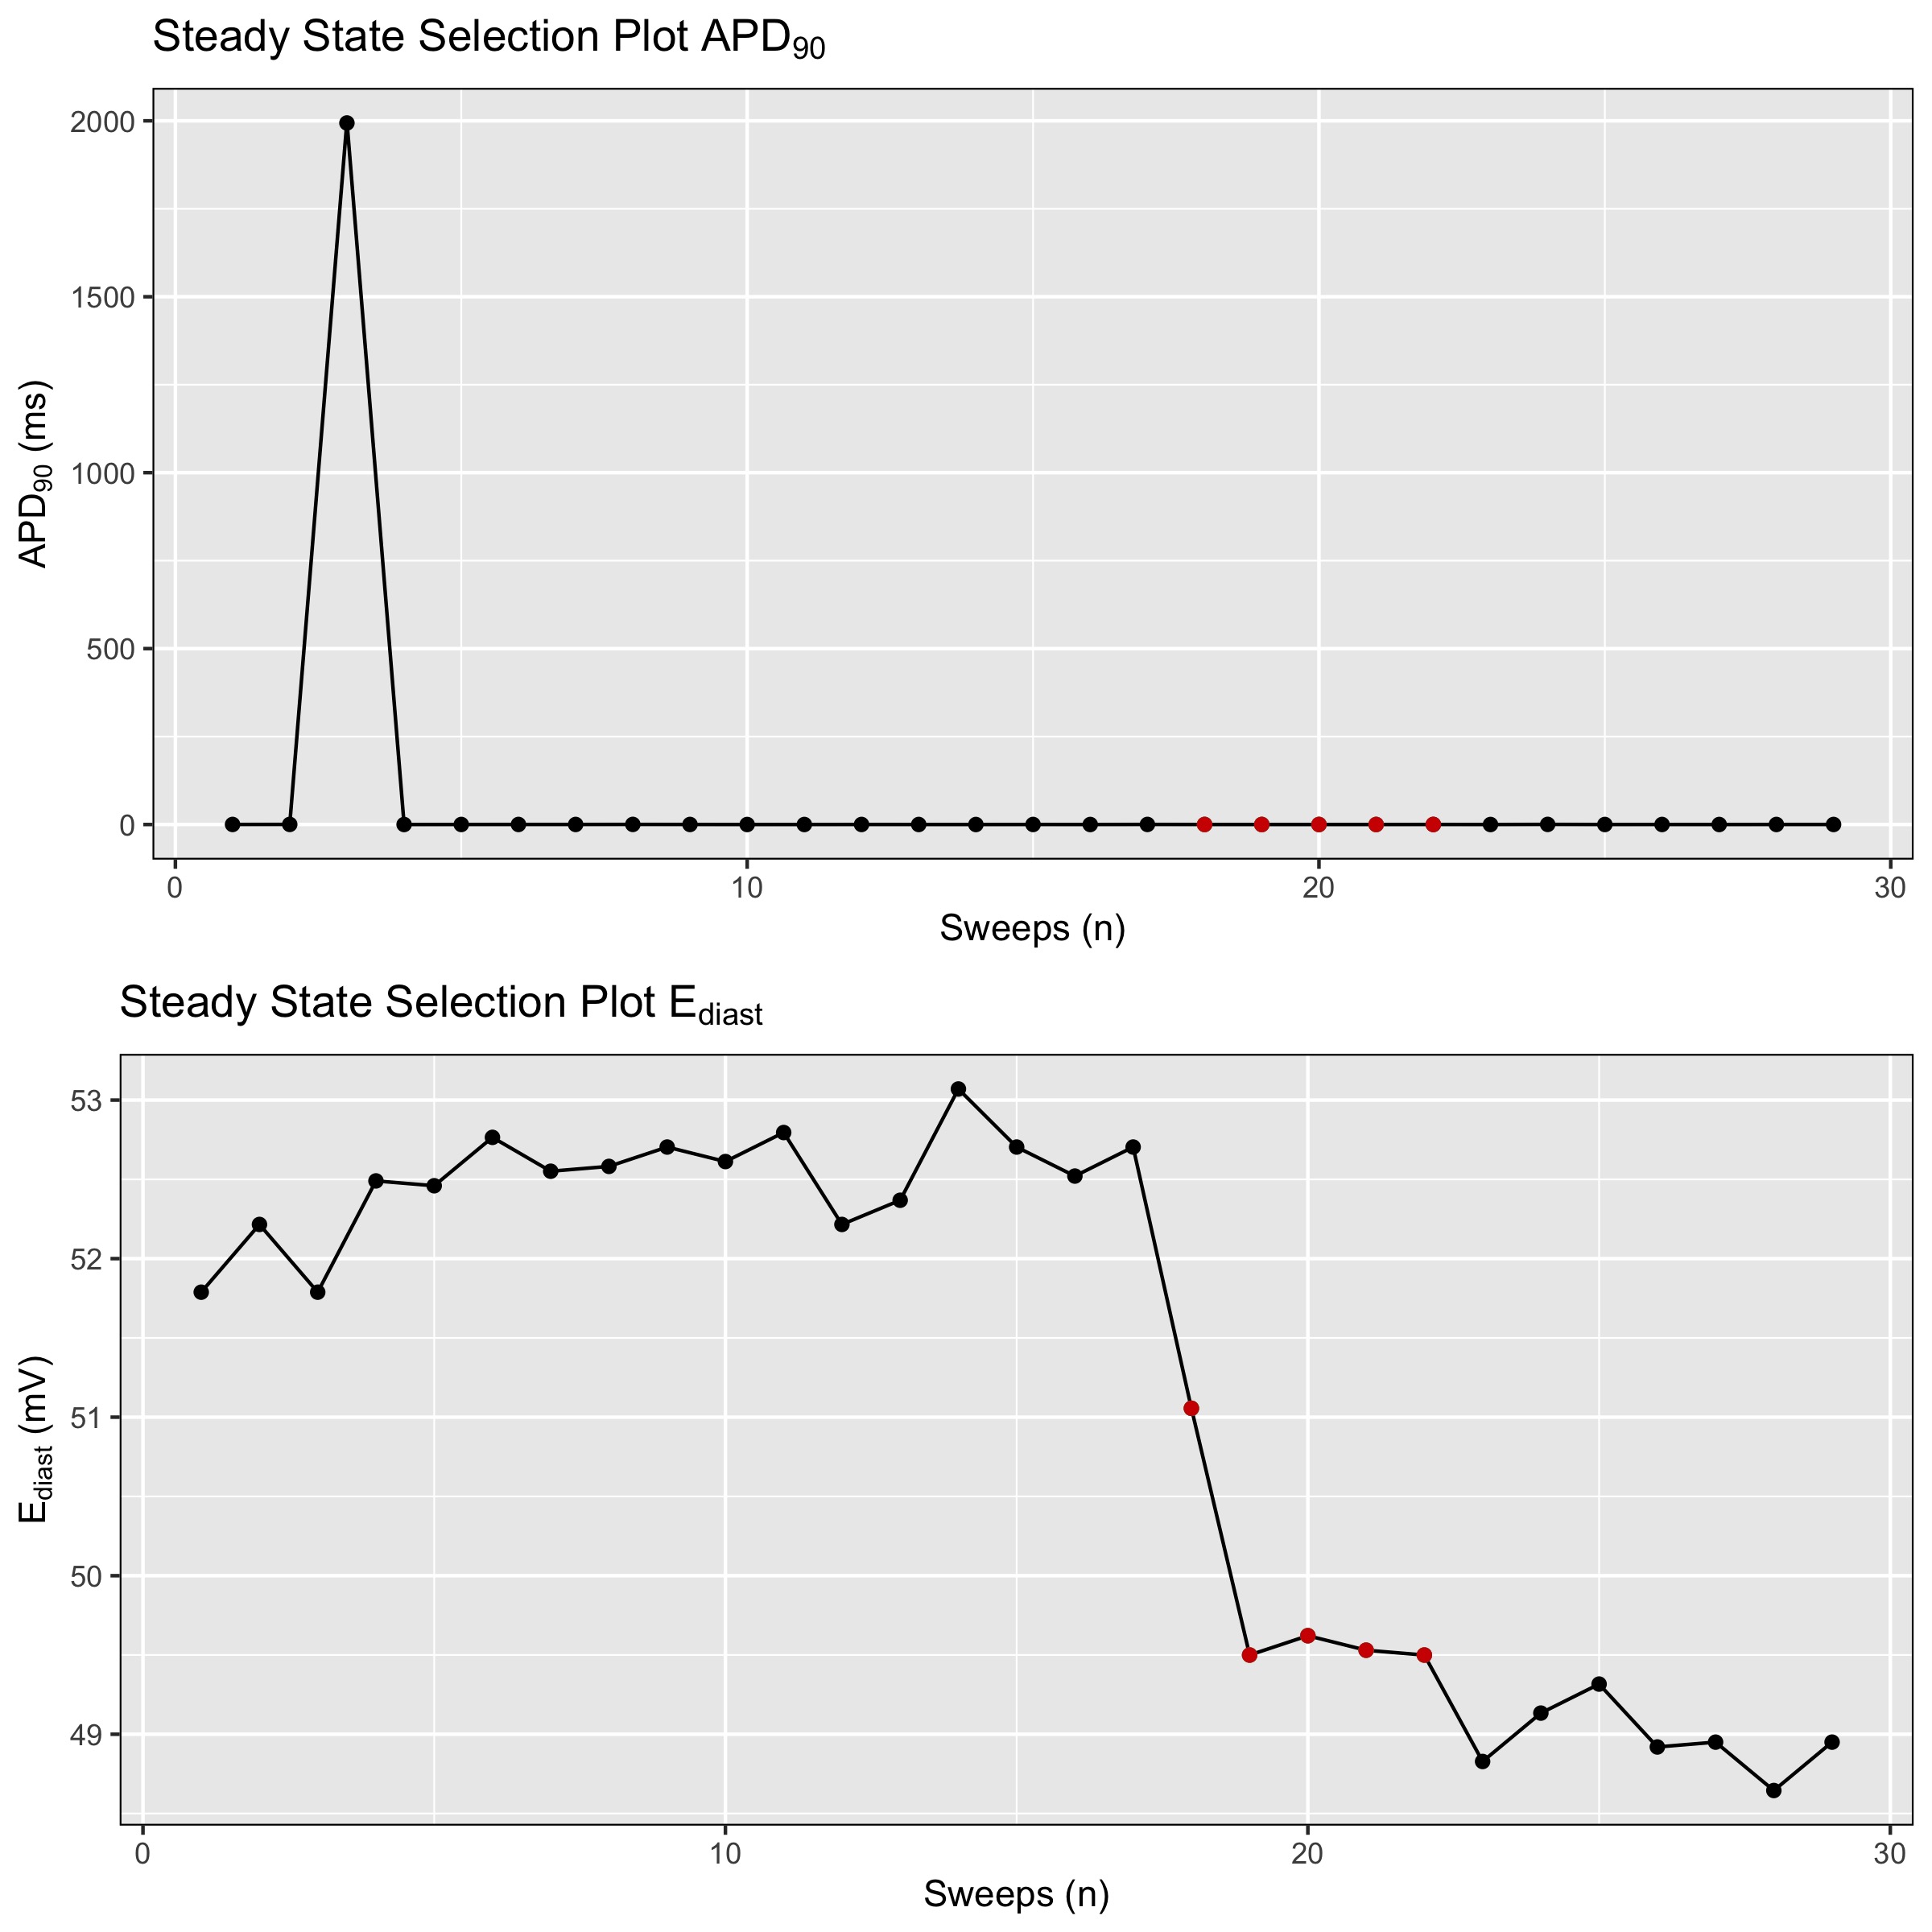 Steady State Selection Plot APD90
2000
1500
1000
500
0
APD90 (ms)
0 10 20 30
Sweeps (n)
Steady State Selection Plot Ediast
53
52
51
50
49
Ediast (mV)
0 10 20 30
Sweeps (n)